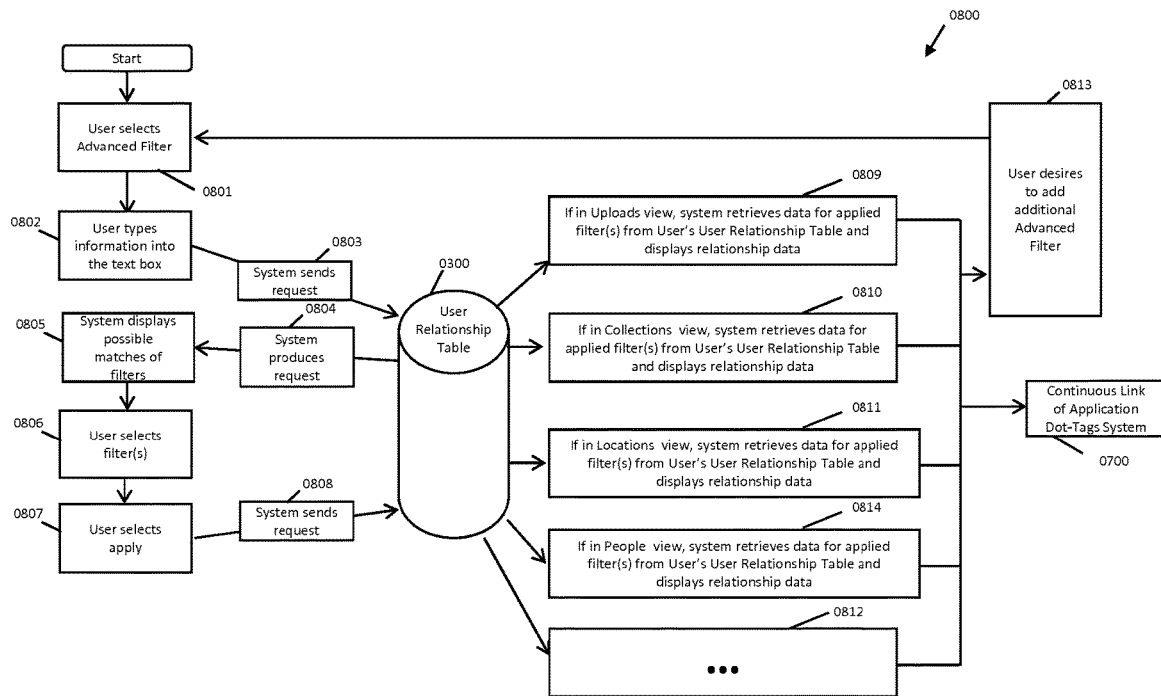 0800
Start
User selects
Advanced Filter
0801
0802
User types
information into
the text box
0803
System sends
request
0300
User
Relationship
Table
0804
System
produces
request
0805
System displays
possible
matches of
filters
0806
User selects
filter(s)
0807
User selects
apply
0808
System sends
request
0809
If in Uploads view, system retrieves data for applied
filter(s) from User's User Relationship Table and
displays relationship data
0810
If in Collections view, system retrieves data for
applied filter(s) from User's User Relationship Table
and displays relationship data
0811
If in Locations view, system retrieves data for applied
filter(s) from User's User Relationship Table and
displays relationship data
0814
If in People view, system retrieves data for applied
filter(s) from User's User Relationship Table and
displays relationship data
0812
•••
0813
User desires
to add
additional
Advanced
Filter
Continuous Link
of Application
Dot-Tags System
0700